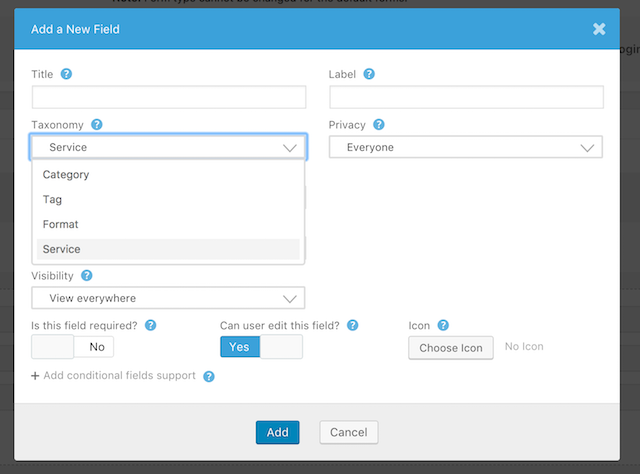 Note: Form type cannot be changed for the default forms.
Add a New Field
ogin
Title ?
Label ?
Taxonomy ?
Privacy ?
Service
Everyone
Category
Tag
Format
Service
Visibility ?
View everywhere
Is this field required? ?
Can user edit this field? ?
Icon ?
No
Yes
Choose Icon
No Icon
+ Add conditional fields support ?
Add
Cancel